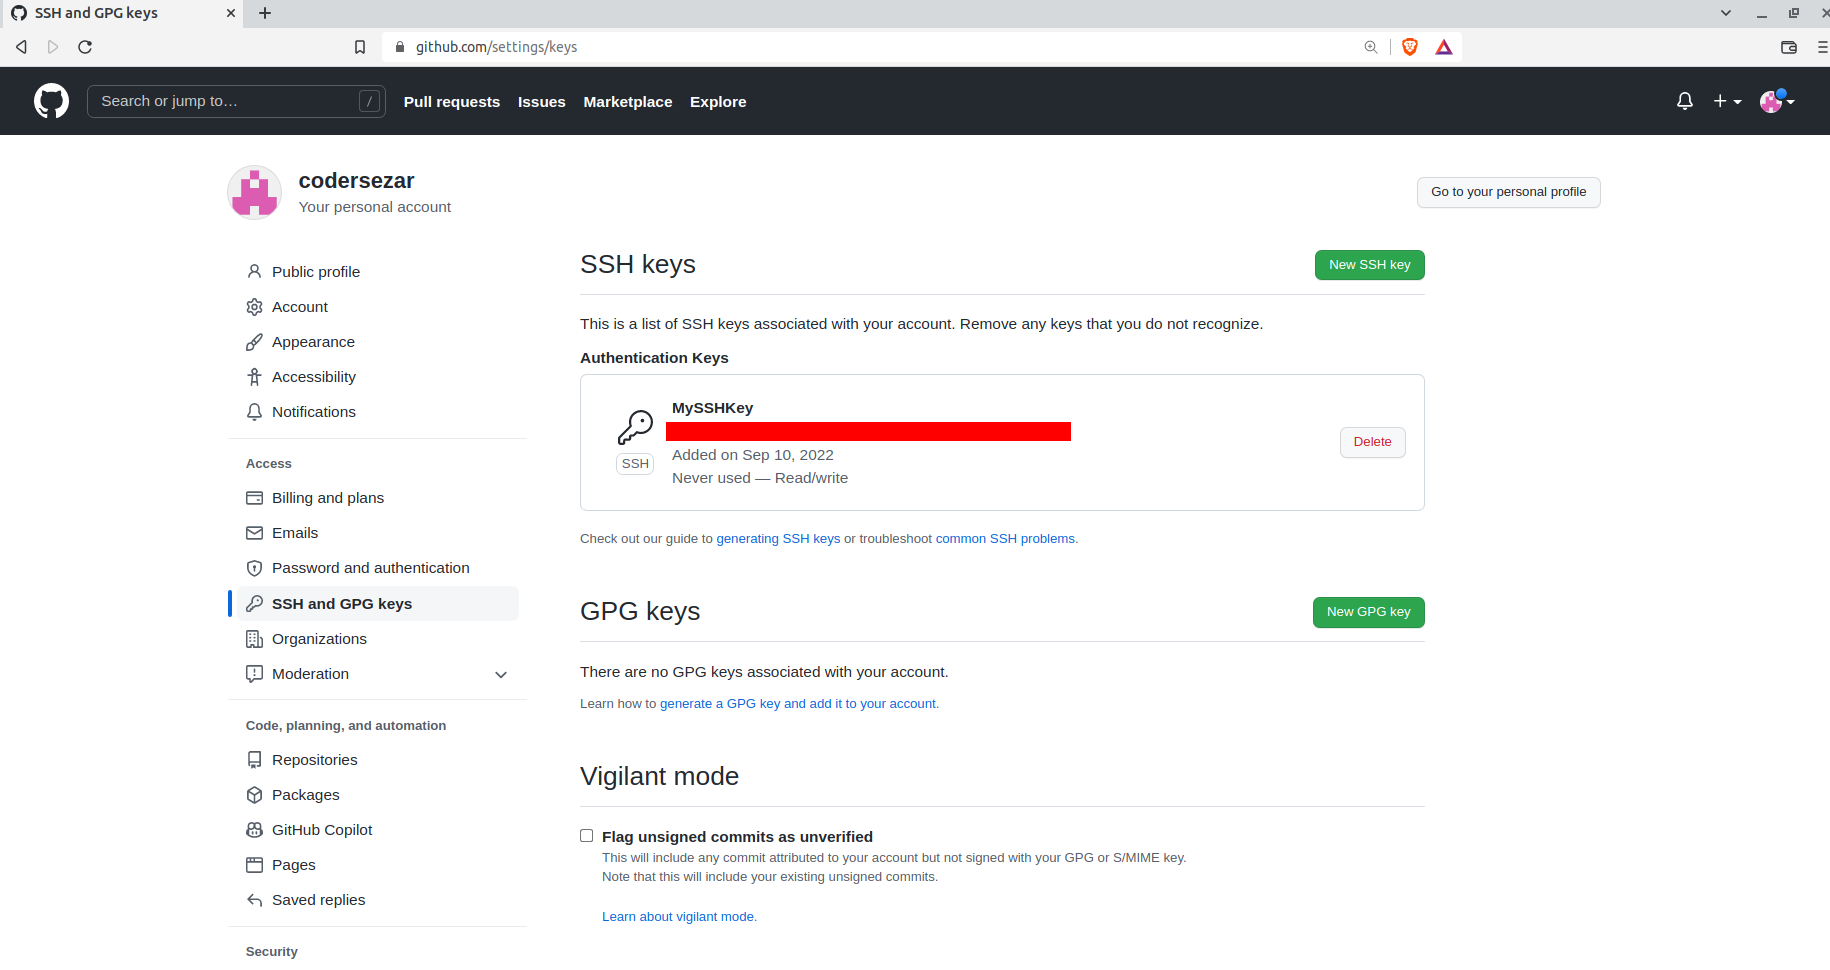 SSH and GPG keys
github.com/settings/keys
Search or jump to…
/
Pull requests
Issues
Marketplace
Explore
codersezar
Your personal account
Go to your personal profile
Public profile
Account
Appearance
Accessibility
Notifications
Access
Billing and plans
Emails
Password and authentication
SSH and GPG keys
Organizations
Moderation
Code, planning, and automation
Repositories
Packages
GitHub Copilot
Pages
Saved replies
Security
SSH keys
New SSH key
This is a list of SSH keys associated with your account. Remove any keys that you do not recognize.
Authentication Keys
MySSHKey
SSH
Added on Sep 10, 2022
Never used — Read/write
Delete
Check out our guide to generating SSH keys or troubleshoot common SSH problems.
GPG keys
New GPG key
There are no GPG keys associated with your account.
Learn how to generate a GPG key and add it to your account.
Vigilant mode
Flag unsigned commits as unverified
This will include any commit attributed to your account but not signed with your GPG or S/MIME key.
Note that this will include your existing unsigned commits.
Learn about vigilant mode.